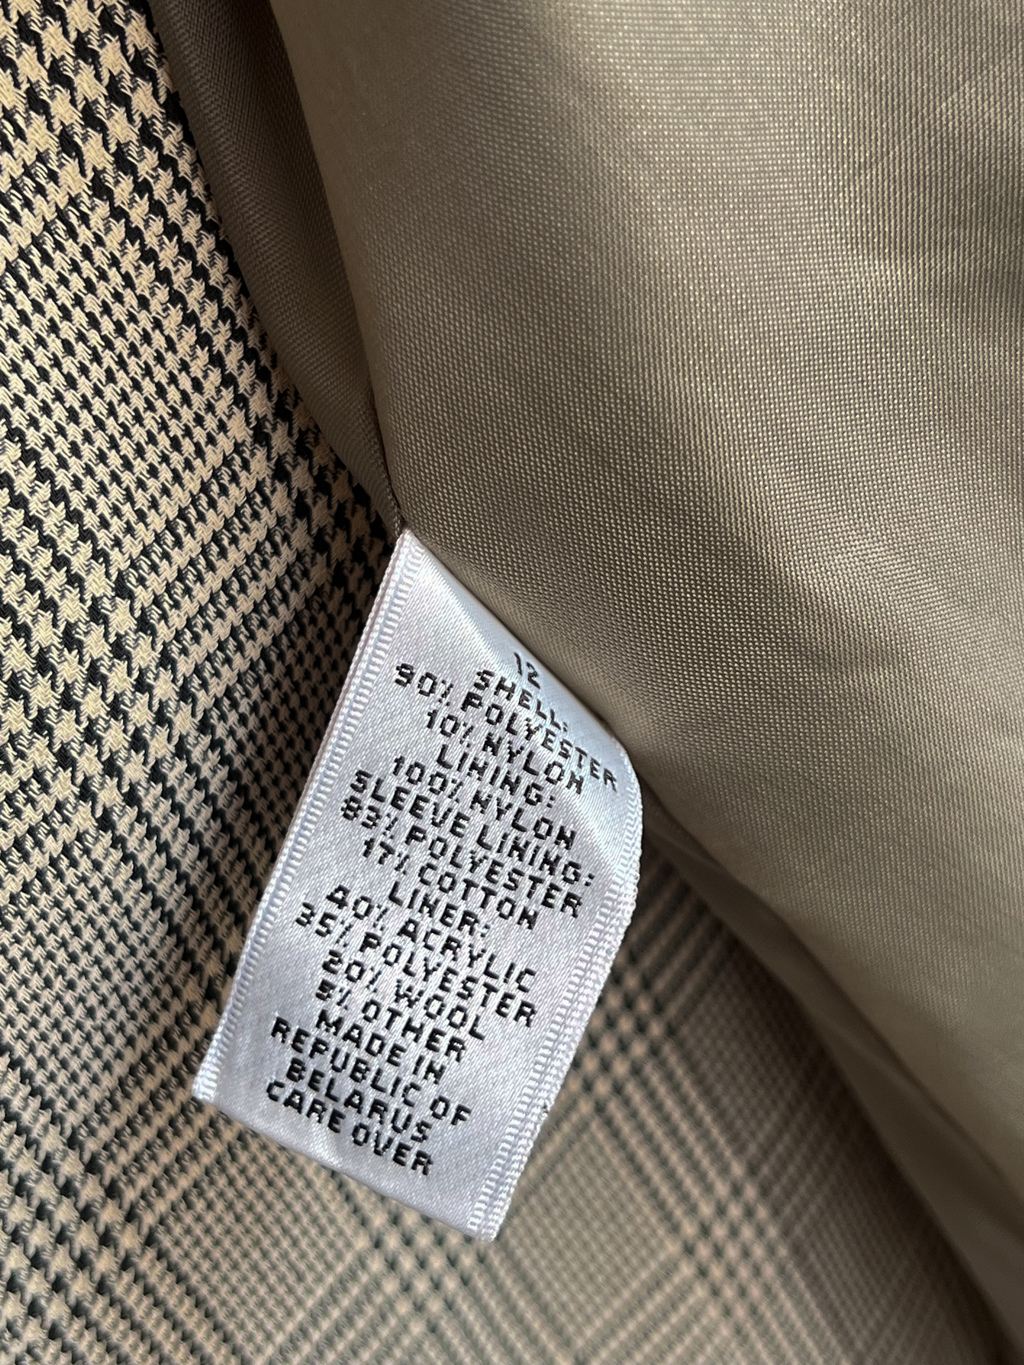 12
SHELL:
90% POLYESTER
10% NYLON
LINING:
100% NYLON
SLEEVE LINING:
83% POLYESTER
17% COTTON
LINER:
40% ACRYLIC
35% POLYESTER
20% WOOL
5% OTHER
MADE IN
REPUBLIC OF
BELARUS
CARE OVER